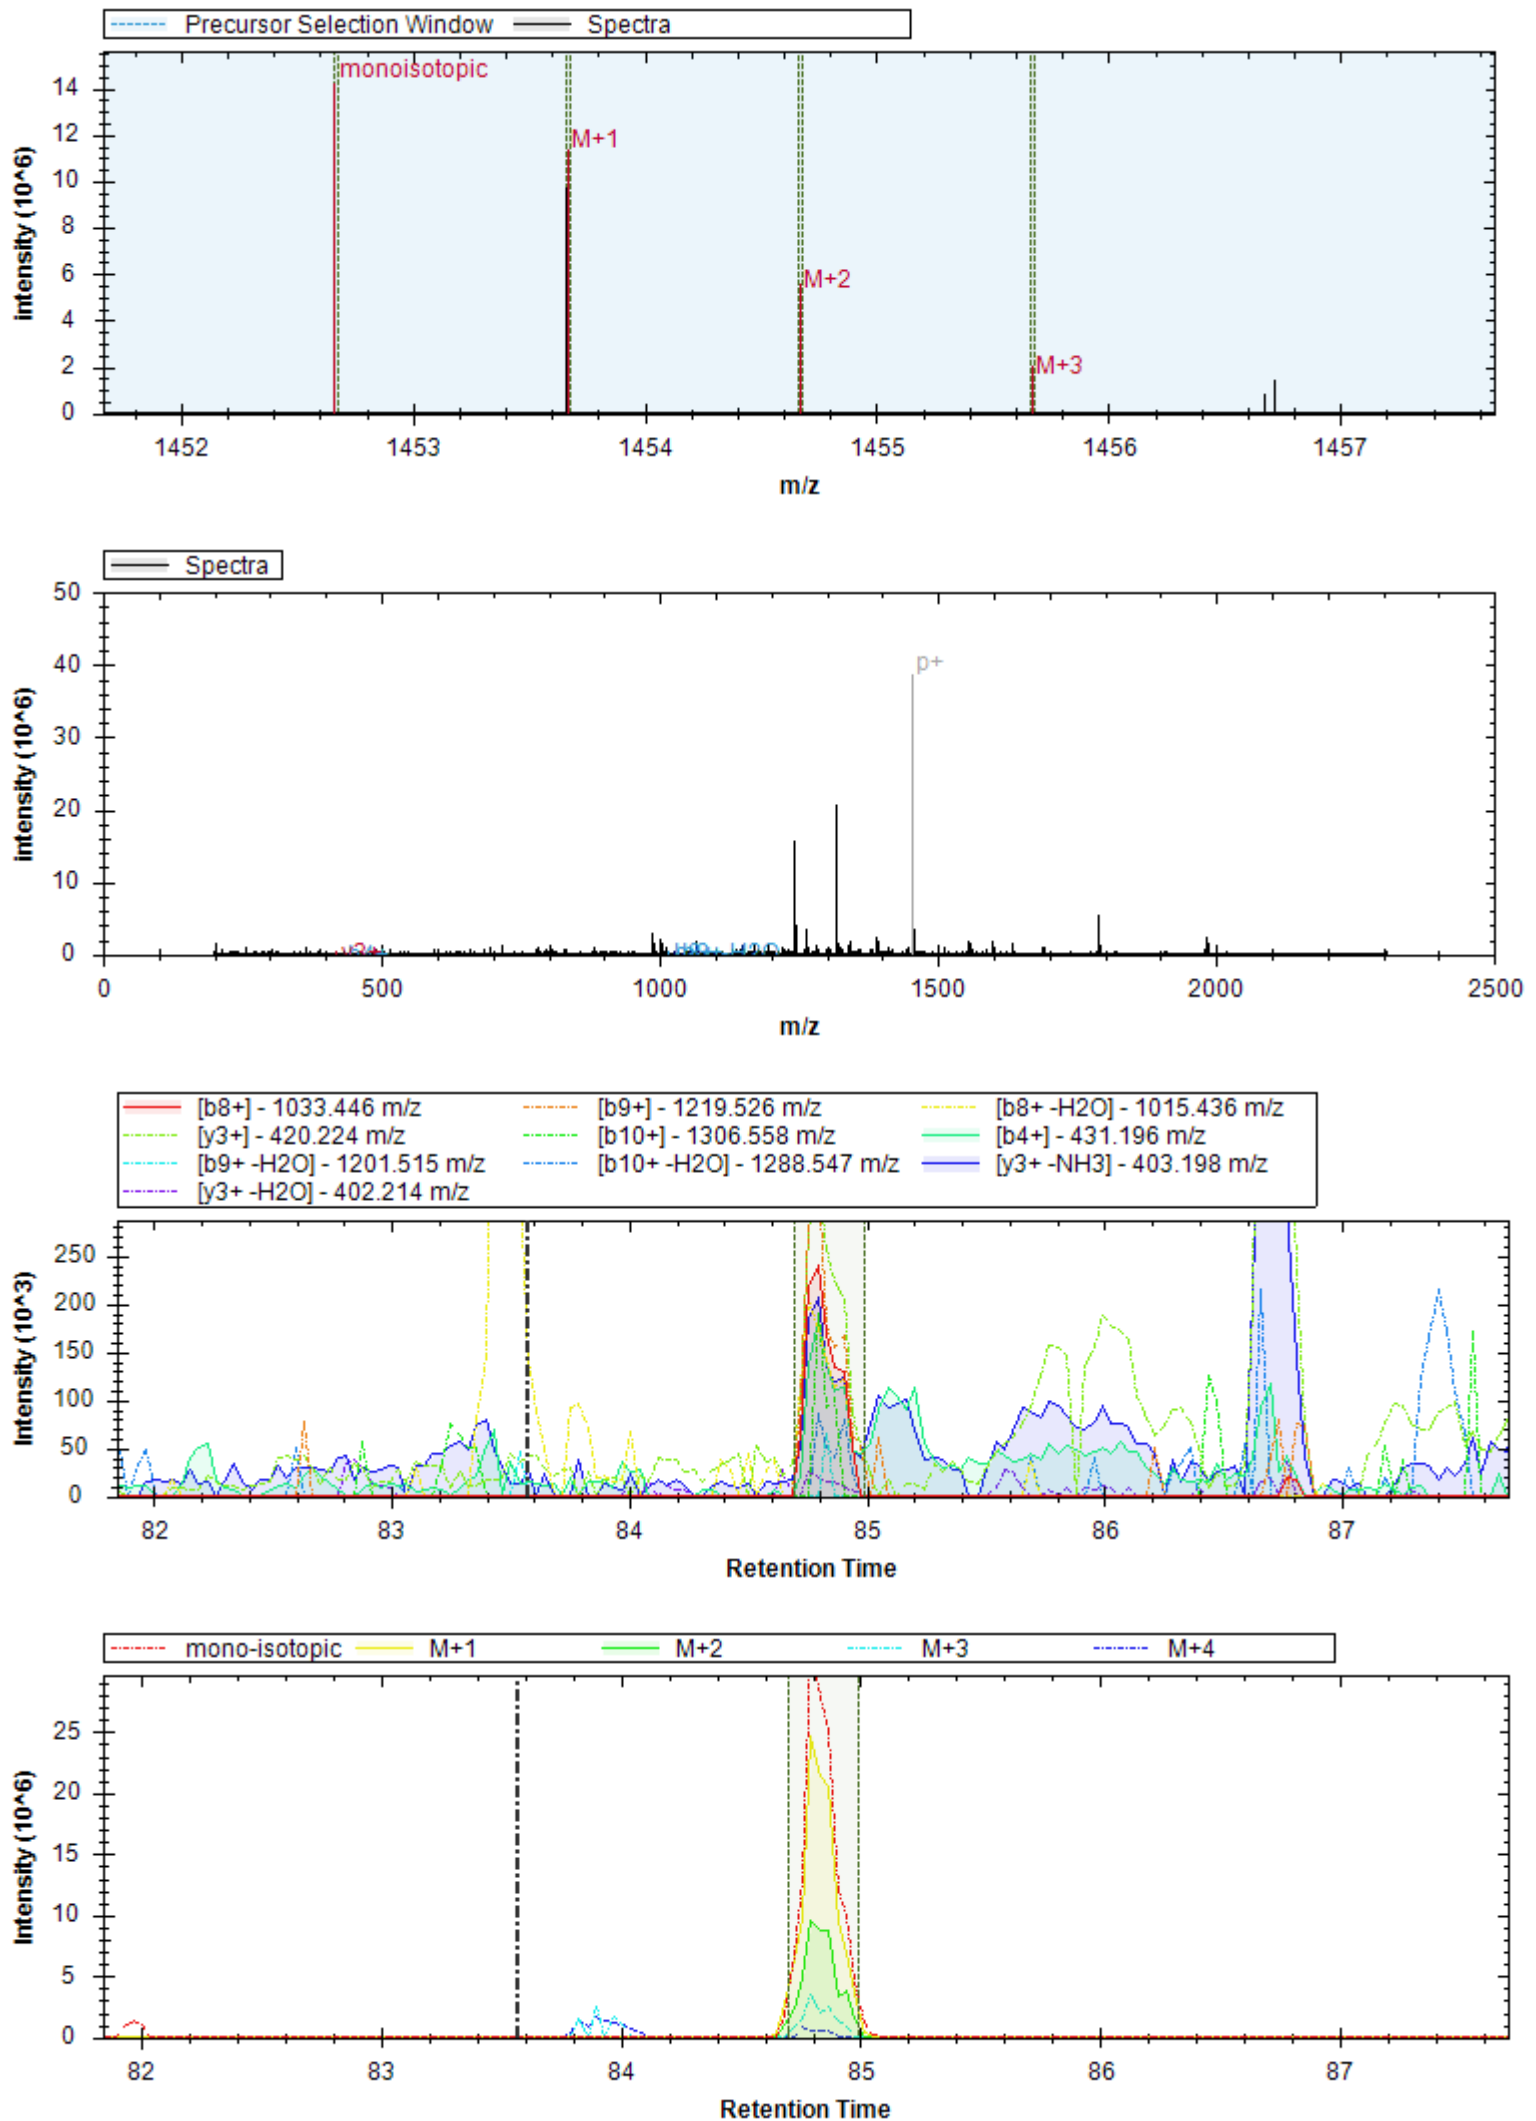 Precursor Selection Window Spectra
monoisotopic
M+1
M+2
M+3
14
12
10
8
6
4
2
0
intensity (10^6)
1452 1453 1454 1455 1456 1457
m/z
Spectra
50
40
30
20
10
0
intensity (10^6)
p+
0 500 1000 1500 2000 2500
m/z
[b8+] - 1033.446 m/z [b9+] - 1219.526 m/z [b8+ -H2O] - 1015.436 m/z
[y3+] - 420.224 m/z [b10+] - 1306.558 m/z [b4+] - 431.196 m/z
[b9+ -H2O] - 1201.515 m/z [b10+ -H2O] - 1288.547 m/z [y3+ -NH3] - 403.198 m/z
[y3+ -H2O] - 402.214 m/z
250
200
150
100
50
0
Intensity (10^3)
82 83 84 85 86 87
Retention Time
mono-isotopic M+1 M+2 M+3 M+4
25
20
15
10
5
0
Intensity (10^6)
82 83 84 85 86 87
Retention Time